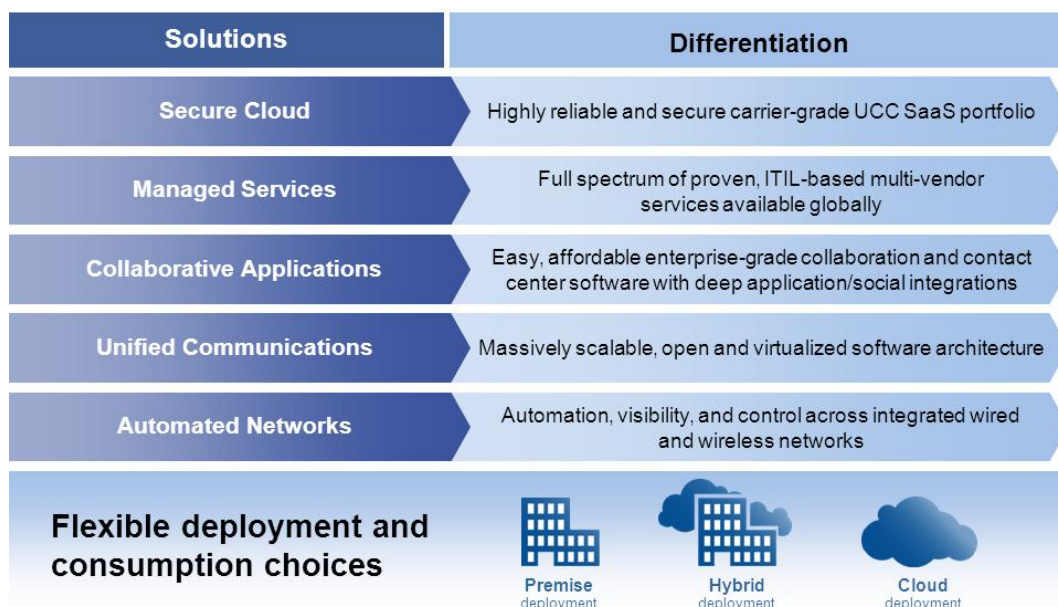 Solutions
Differentiation
Secure Cloud
Highly reliable and secure carrier-grade UCC SaaS portfolio
Managed Services
Full spectrum of proven, ITIL-based multi-vendor
services available globally
Collaborative Applications
Easy, affordable enterprise-grade collaboration and contact
center software with deep application/social integrations
Unified Communications
Massively scalable, open and virtualized software architecture
Automated Networks
Automation, visibility, and control across integrated wired
and wireless networks
Flexible deployment and
consumption choices
Premise
deployment
Hybrid
deployment
Cloud
deployment